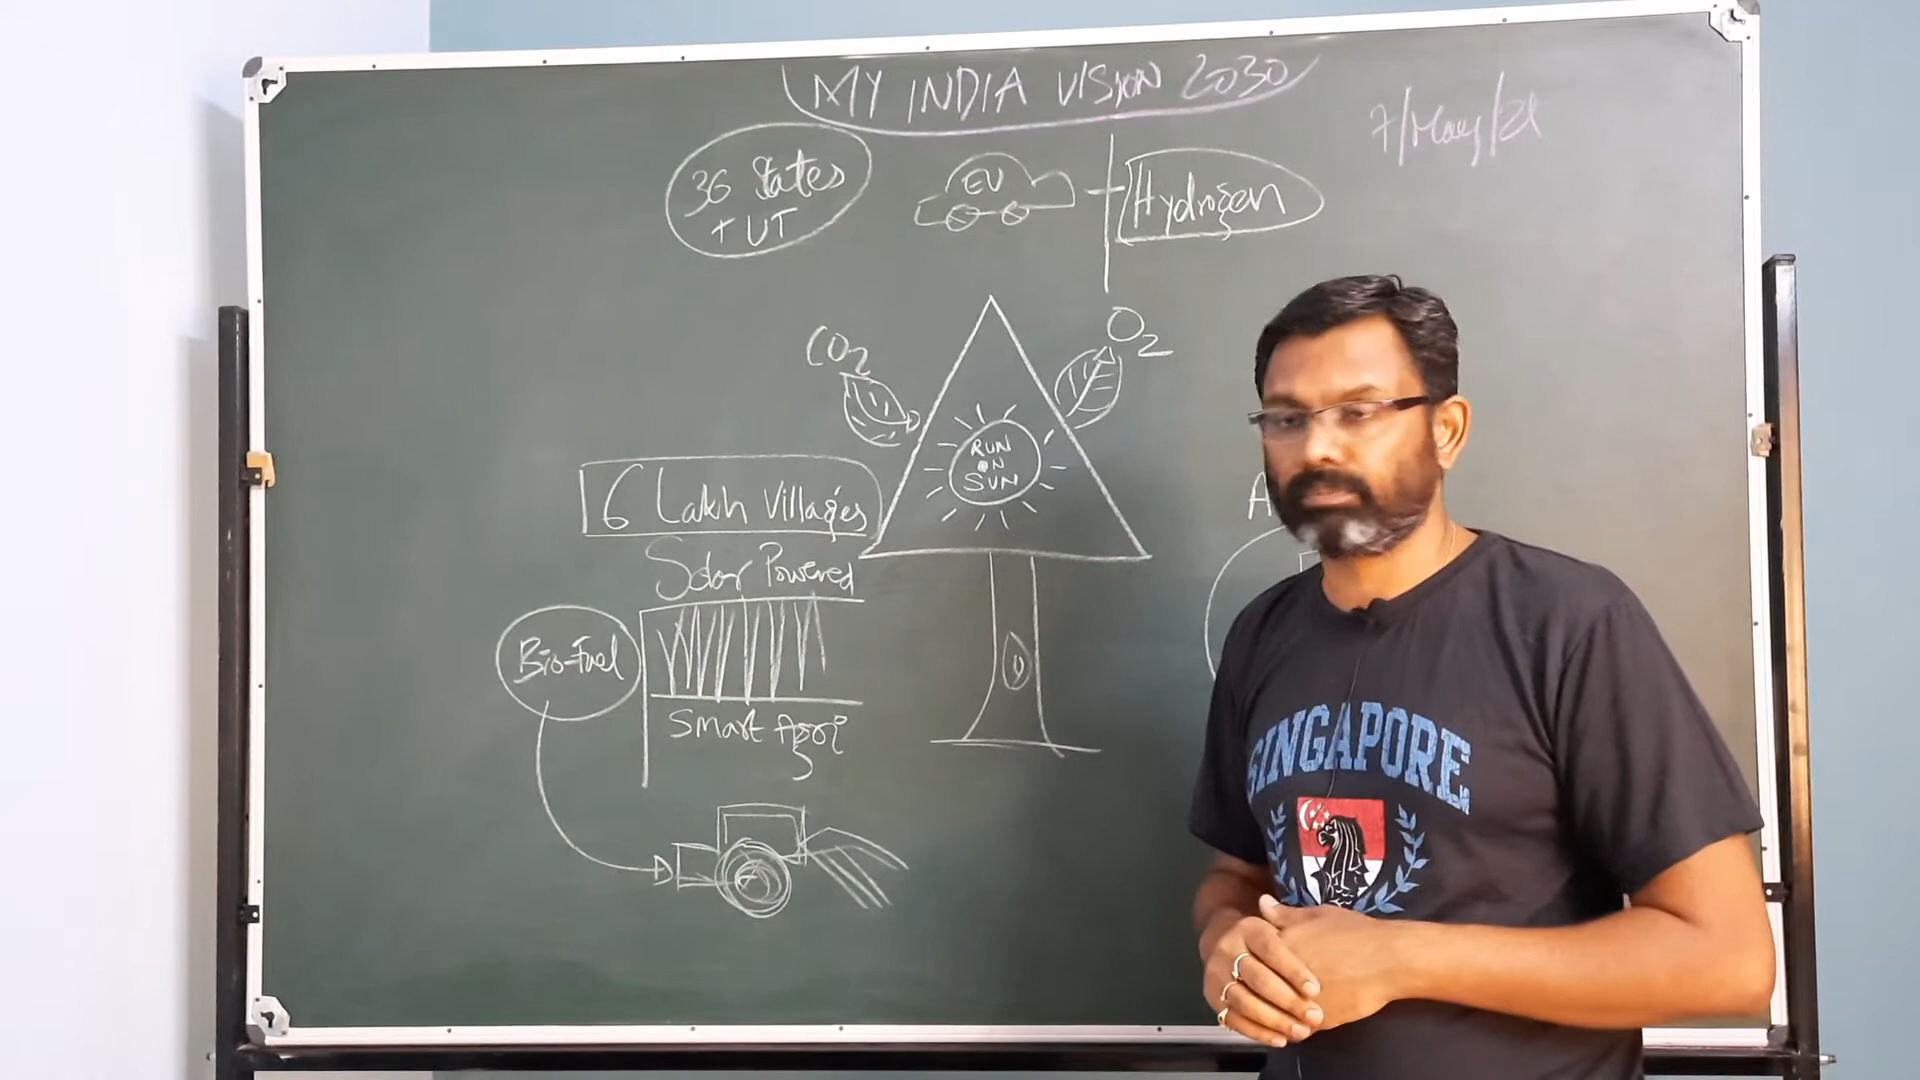 MY INDIA VISION 2030
7/May/21
36 States
+ UT
EV
Hydrogen
CO2
O2
RUN
ON
SUN
6 Lakh Villages
A
Solar Powered
Bio-Fuel
Smart Agri
SINGAPORE